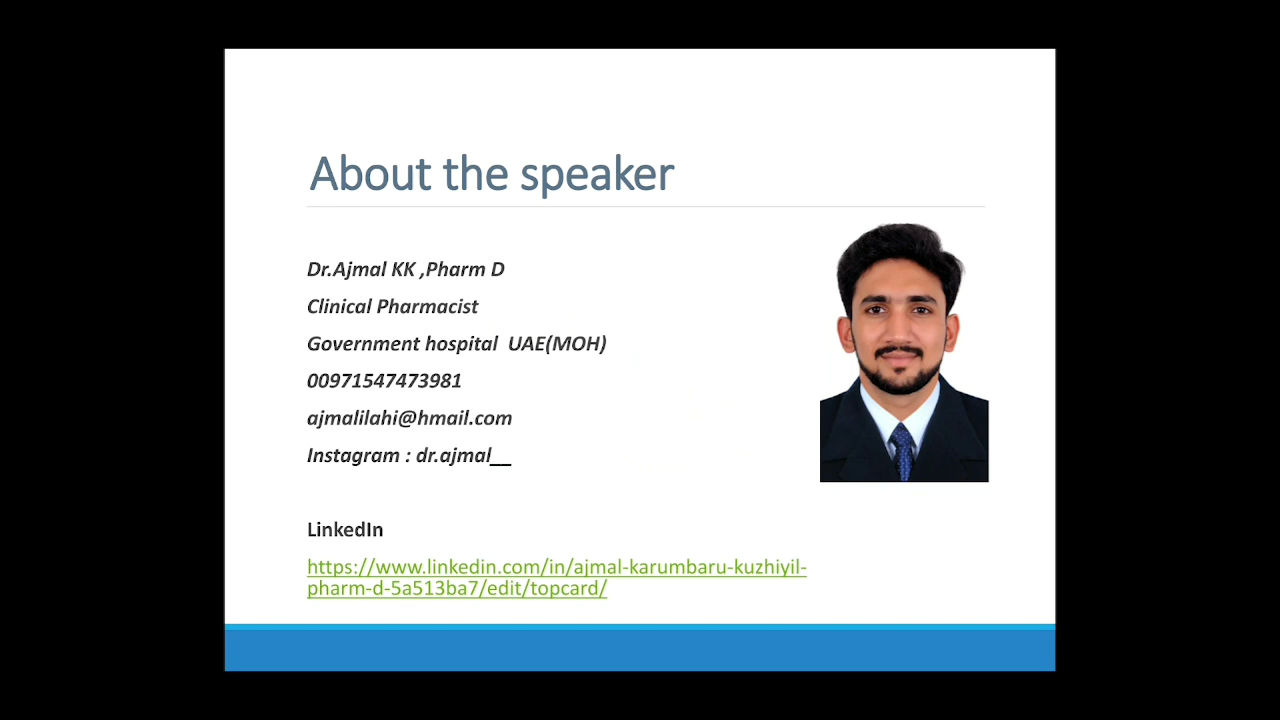 About the speaker
Dr.Ajmal KK ,Pharm D
Clinical Pharmacist
Government hospital  UAE(MOH)
00971547473981
ajmalilahi@hmail.com
Instagram : dr.ajmal__
LinkedIn
https://www.linkedin.com/in/ajmal-karumbaru-kuzhiyil-
pharm-d-5a513ba7/edit/topcard/